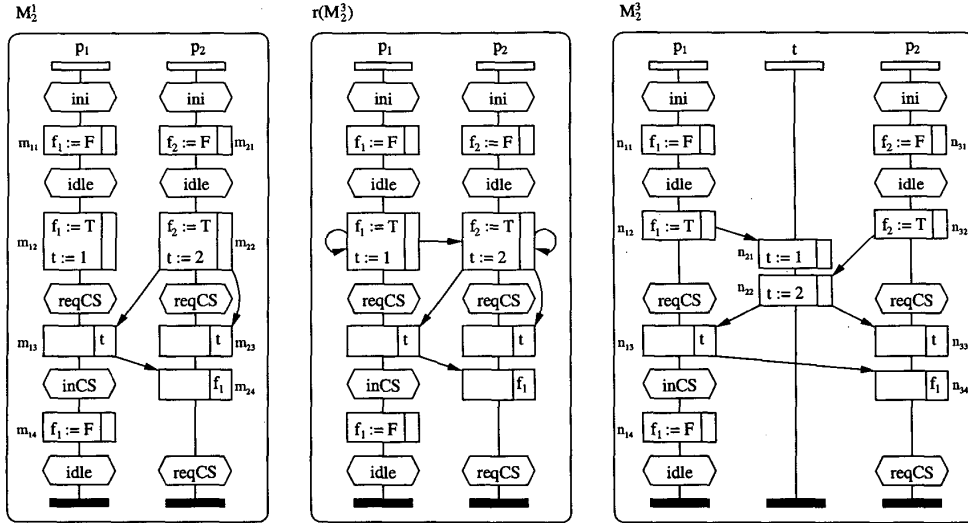 M₂¹ r(M₂³) M₂³
p₁ p₂ p₁ p₂ p₁ t p₂
ini ini ini ini ini ini
m₁₁ f₁ := F f₂ := F m₂₁ f₁ := F f₂ := F n₁₁ f₁ := F f₂ := F n₃₁
idle idle idle idle idle idle
f₁ := T f₂ := T f₁ := T f₂ := T n₁₂ f₁ := T f₂ := T n₃₂
m₁₂ t := 1 t := 2 m₂₂ t := 1 t := 2 n₂₁ t := 1
n₂₂ t := 2
reqCS reqCS reqCS reqCS reqCS reqCS
m₁₃ t t m₂₃ t t n₁₃ t t n₃₃
inCS f₁ m₂₄ inCS f₁ inCS f₁ n₃₄
m₁₄ f₁ := F f₁ := F n₁₄ f₁ := F
idle reqCS idle reqCS idle reqCS